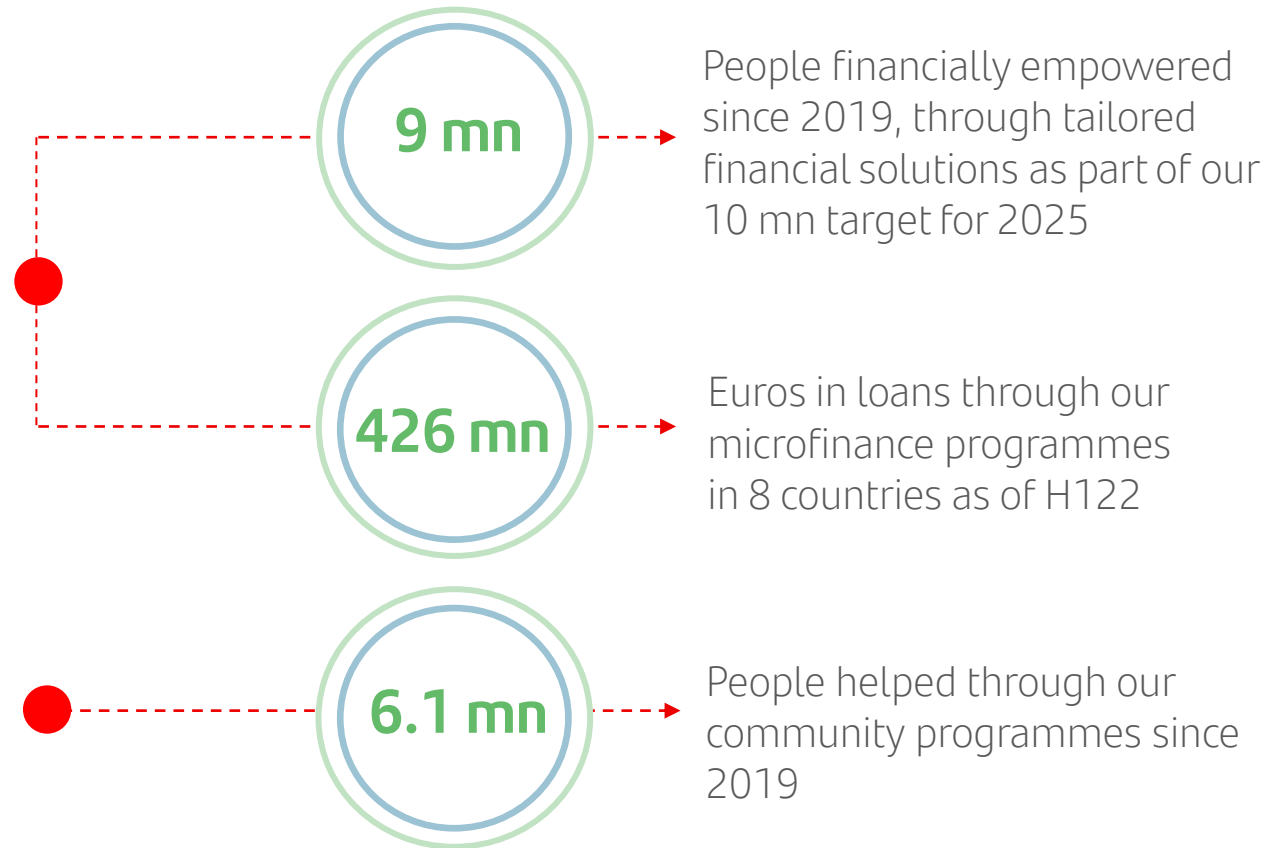 9 mn
People financially empowered
since 2019, through tailored
financial solutions as part of our
10 mn target for 2025
426 mn
Euros in loans through our
microfinance programmes
in 8 countries as of H122
6.1 mn
People helped through our
community programmes since
2019